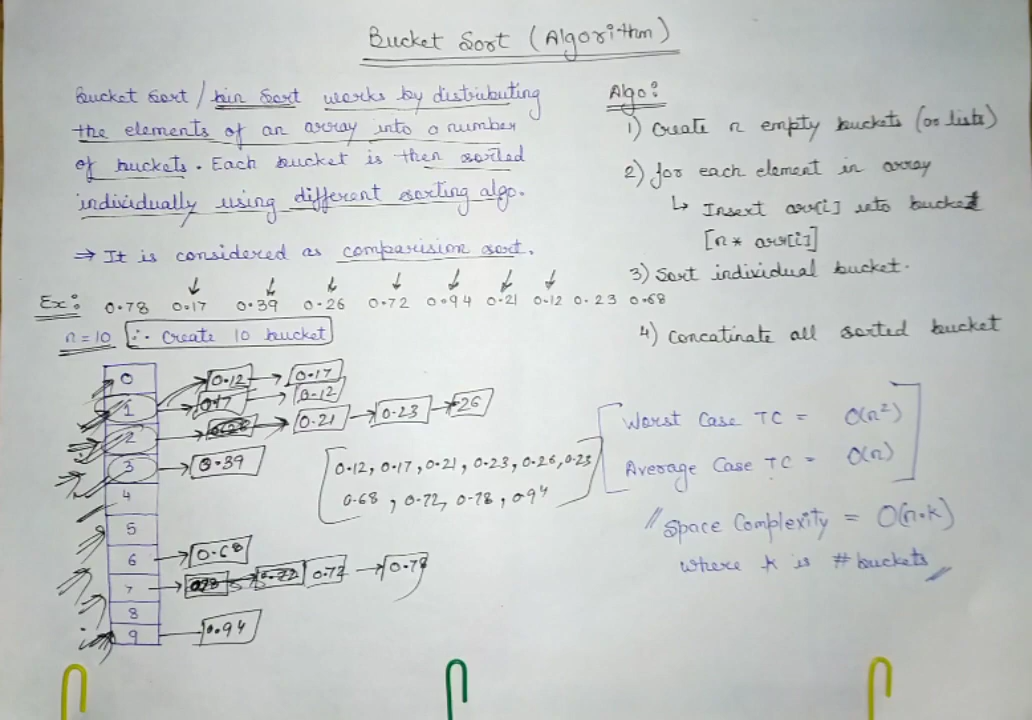 Bucket Sort (Algorithm)
Bucket Sort / bin Sort works by distributing
the elements of an array into a number
of buckets. Each bucket is then sorted
individually using different sorting algo.
⇒ It is considered as comparision sort.
Ex: 0.78 0.17 0.39 0.26 0.72 0.94 0.21 0.12 0.23 0.68
n=10 ∴ Create 10 bucket
0
1 → 0.12 → 0.17
0.17 → 0.12
2 → 0.21 → 0.23 → 26
3 → 0.39
4
5
6 → 0.68
7 → 0.72 → 0.78
8
9 0.94
0.12, 0.17, 0.21, 0.23, 0.26, 0.23
0.68, 0.72, 0.78, 0.94
Algo:
1) Create n empty buckets (or lists)
2) for each element in array
↳ Insert arr[i] into bucket
[n * arr[i]]
3) Sort individual bucket.
4) Concatinate all sorted bucket
Worst Case TC = O(n²)
Average Case TC = O(n)
// Space Complexity = O(n·k)
where k is # buckets